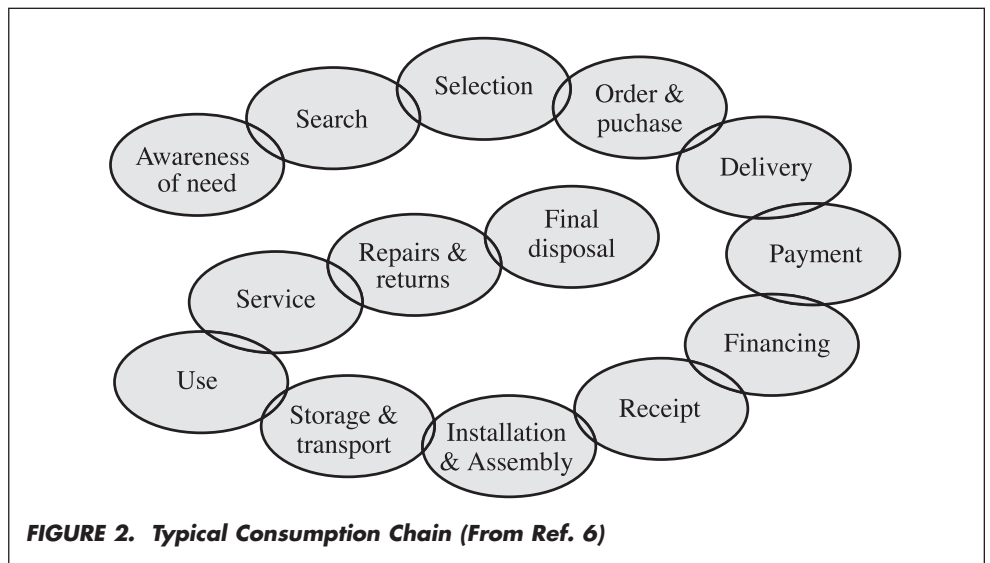 Awareness
of need
Search
Selection
Order &
puchase
Delivery
Payment
Financing
Receipt
Installation
& Assembly
Storage &
transport
Use
Service
Repairs &
returns
Final
disposal
FIGURE 2. Typical Consumption Chain (From Ref. 6)